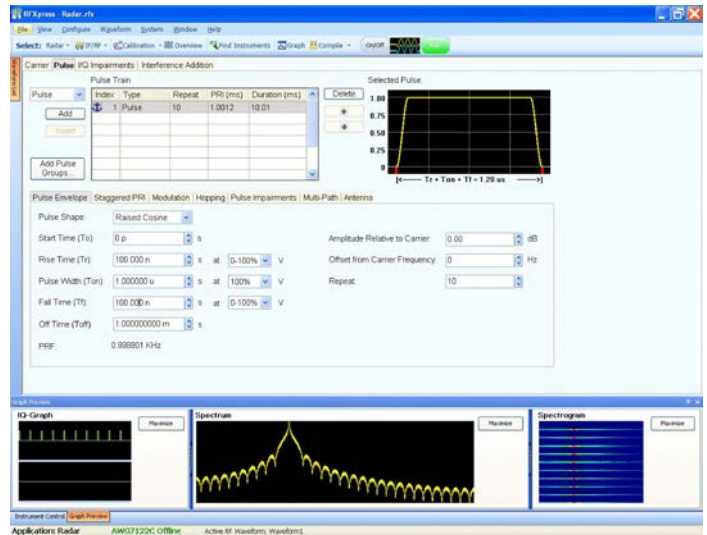 RFXpress - Radar.rfs
File View Configure Waveform System Window Help
Select: Radar IP/RF Calibration Overview Find Instruments Graph Compile On/Off
Waveform List
Carrier Pulse I/Q Impairments Interference Addition
Pulse Train
Selected Pulse
Pulse
Index Type Repeat PRI (ms) Duration (ms)
1 Pulse 10 1.0012 10.01
Delete
Add
Insert
Add Pulse
Groups...
1.00
0.75
0.50
0.25
0
Tr + Ton + Tf = 1.20 us
Pulse Envelope Staggered PRI Modulation Hopping Pulse Impairments Multi-Path Antenna
Pulse Shape: Raised Cosine
Start Time (To): 0 p s
Amplitude Relative to Carrier: 0.00 dB
Rise Time (Tr): 100.000 n s at 0-100% V
Offset from Carrier Frequency: 0 Hz
Pulse Width (Ton): 1.000000 u s at 100% V
Repeat: 10
Fall Time (Tf): 100.000 n s at 0-100% V
Off Time (Toff): 1.000000000 m s
PRF: 0.998801 KHz
Graph Preview
IQ-Graph
Maximize
Spectrum
Maximize
Spectrogram
Maximize
Instrument Control Graph Preview
Application: Radar AWG7122C Offline Active RF Waveform: Waveform1